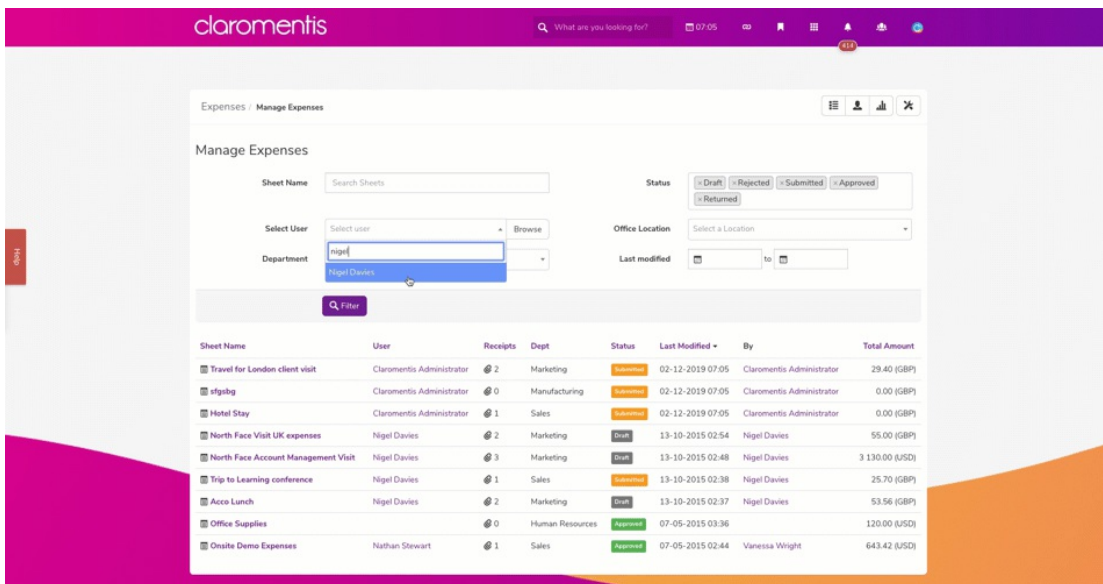 claromentis
What are you looking for?
07:05
414
Expenses / Manage Expenses
Manage Expenses
Sheet Name
Search Sheets
Status
× Draft × Rejected × Submitted × Approved
× Returned
Select User
Select user
Browse
Office Location
Select a Location
nigel
Department
Last modified
to
Nigel Davies
Help
Filter
Sheet Name User Receipts Dept Status Last Modified By Total Amount
Travel for London client visit Claromentis Administrator 2 Marketing Submitted 02-12-2019 07:05 Claromentis Administrator 29.40 (GBP)
sfgsbg Claromentis Administrator 0 Manufacturing Submitted 02-12-2019 07:05 Claromentis Administrator 0.00 (GBP)
Hotel Stay Claromentis Administrator 1 Sales Submitted 02-12-2019 07:05 Claromentis Administrator 0.00 (GBP)
North Face Visit UK expenses Nigel Davies 2 Marketing Draft 13-10-2015 02:54 Nigel Davies 55.00 (GBP)
North Face Account Management Visit Nigel Davies 3 Marketing Draft 13-10-2015 02:48 Nigel Davies 3 130.00 (USD)
Trip to Learning conference Nigel Davies 1 Sales Submitted 13-10-2015 02:38 Nigel Davies 25.70 (GBP)
Acco Lunch Nigel Davies 2 Marketing Draft 13-10-2015 02:37 Nigel Davies 53.56 (GBP)
Office Supplies 0 Human Resources Approved 07-05-2015 03:36 120.00 (USD)
Onsite Demo Expenses Nathan Stewart 1 Sales Approved 07-05-2015 02:44 Vanessa Wright 643.42 (USD)